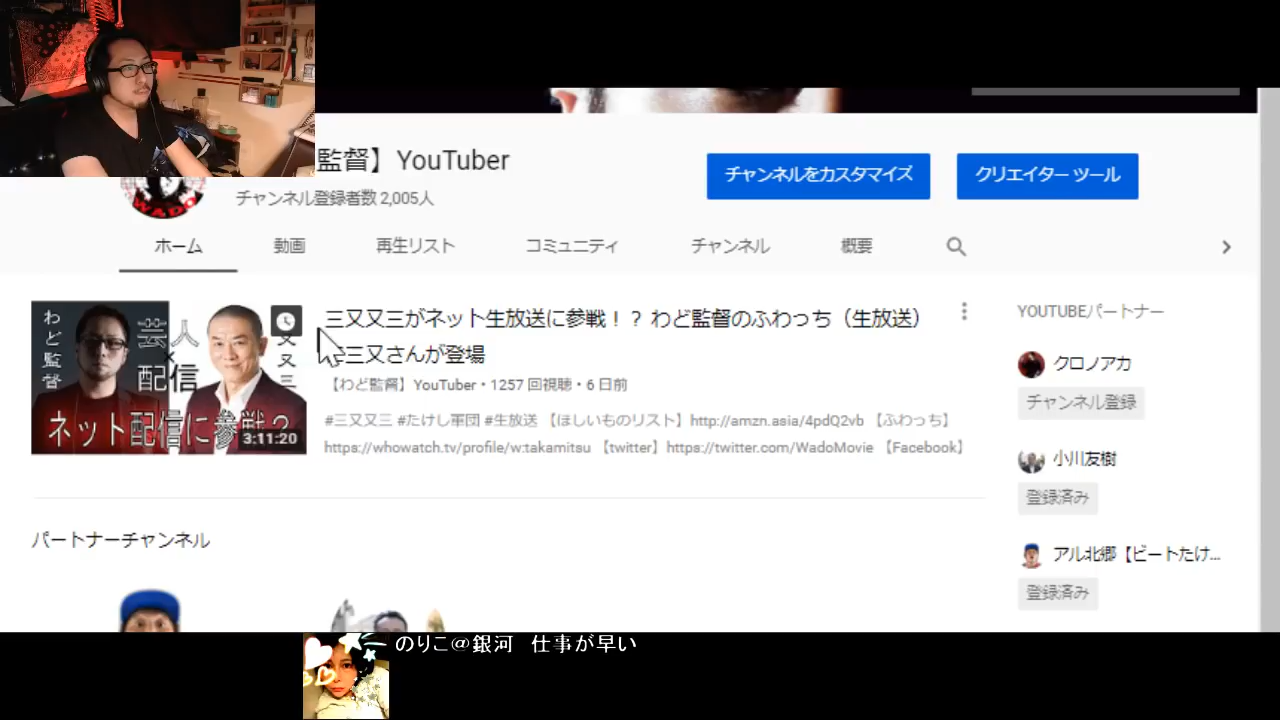 監督】YouTuber
チャンネル登録者数 2,005人
チャンネルをカスタマイズ
クリエイター ツール
WADO
ホーム
動画
再生リスト
コミュニティ
チャンネル
概要
わど監督
芸人
配信
×
又又三
ネット配信に参戦?
3:11:20
三又又三がネット生放送に参戦！？ わど監督のふわっち（生放送）
に三又さんが登場
【わど監督】YouTuber・1257 回視聴・6 日前
#三又又三 #たけし軍団 #生放送 【ほしいものリスト】http://amzn.asia/4pdQ2vb 【ふわっち】
https://whowatch.tv/profile/w:takamitsu 【twitter】https://twitter.com/WadoMovie 【Facebook】
YOUTUBEパートナー
クロノアカ
チャンネル登録
小川友樹
登録済み
アル北郷【ビートたけ...
登録済み
パートナーチャンネル
のりこ＠銀河 仕事が早い